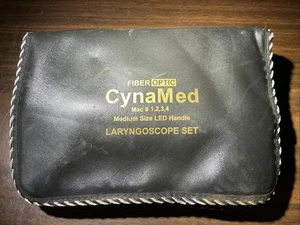 FIBER OPTIC
CynaMed
Mac # 1,2,3,4
Medium Size LED Handle
LARYNGOSCOPE SET